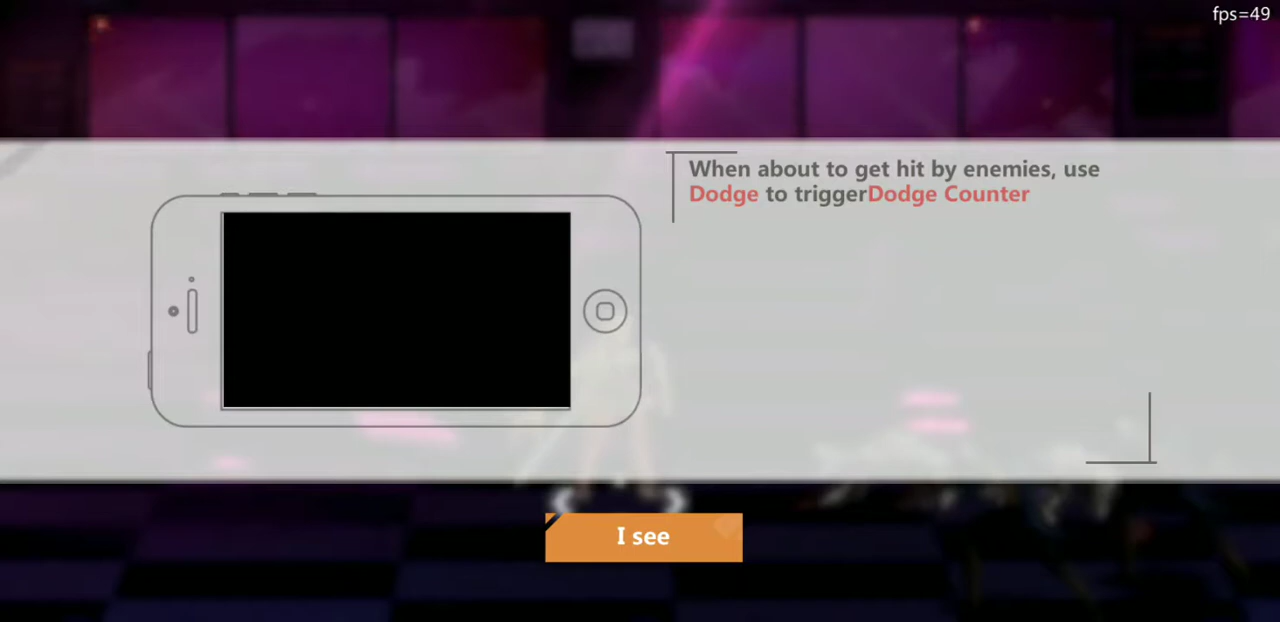 fps=49
When about to get hit by enemies, use
Dodge to triggerDodge Counter
I see